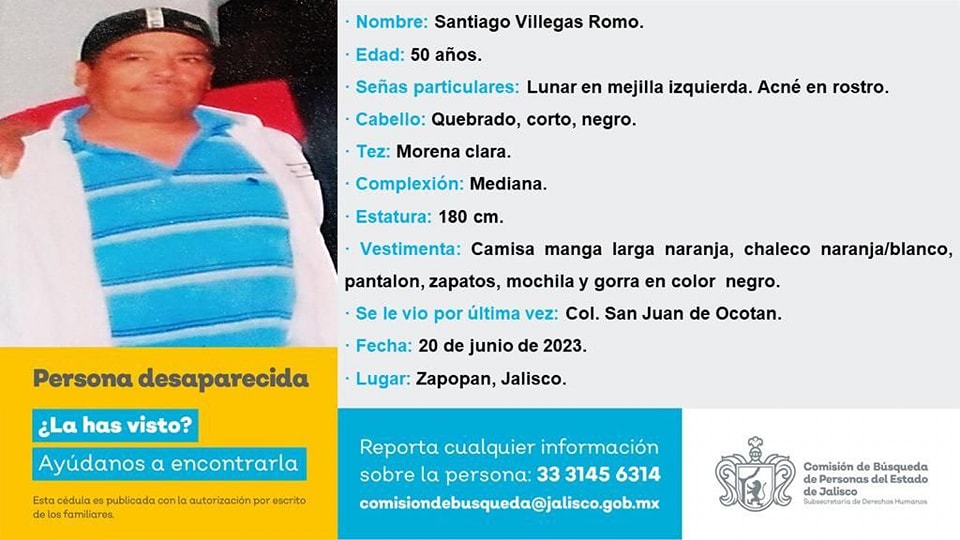 · Nombre: Santiago Villegas Romo.
· Edad: 50 años.
· Señas particulares: Lunar en mejilla izquierda. Acné en rostro.
· Cabello: Quebrado, corto, negro.
· Tez: Morena clara.
· Complexión: Mediana.
· Estatura: 180 cm.
· Vestimenta: Camisa manga larga naranja, chaleco naranja/blanco,
pantalon, zapatos, mochila y gorra en color negro.
· Se le vio por última vez: Col. San Juan de Ocotan.
· Fecha: 20 de junio de 2023.
· Lugar: Zapopan, Jalisco.
Persona desaparecida
¿La has visto?
Ayúdanos a encontrarla
Esta cédula es publicada con la autorización por escrito
de los familiares.
Reporta cualquier información
sobre la persona: 33 3145 6314
comisiondebusqueda@jalisco.gob.mx
Comisión de Búsqueda
de Personas del Estado
de Jalisco
Subsecretaría de Derechos Humanos